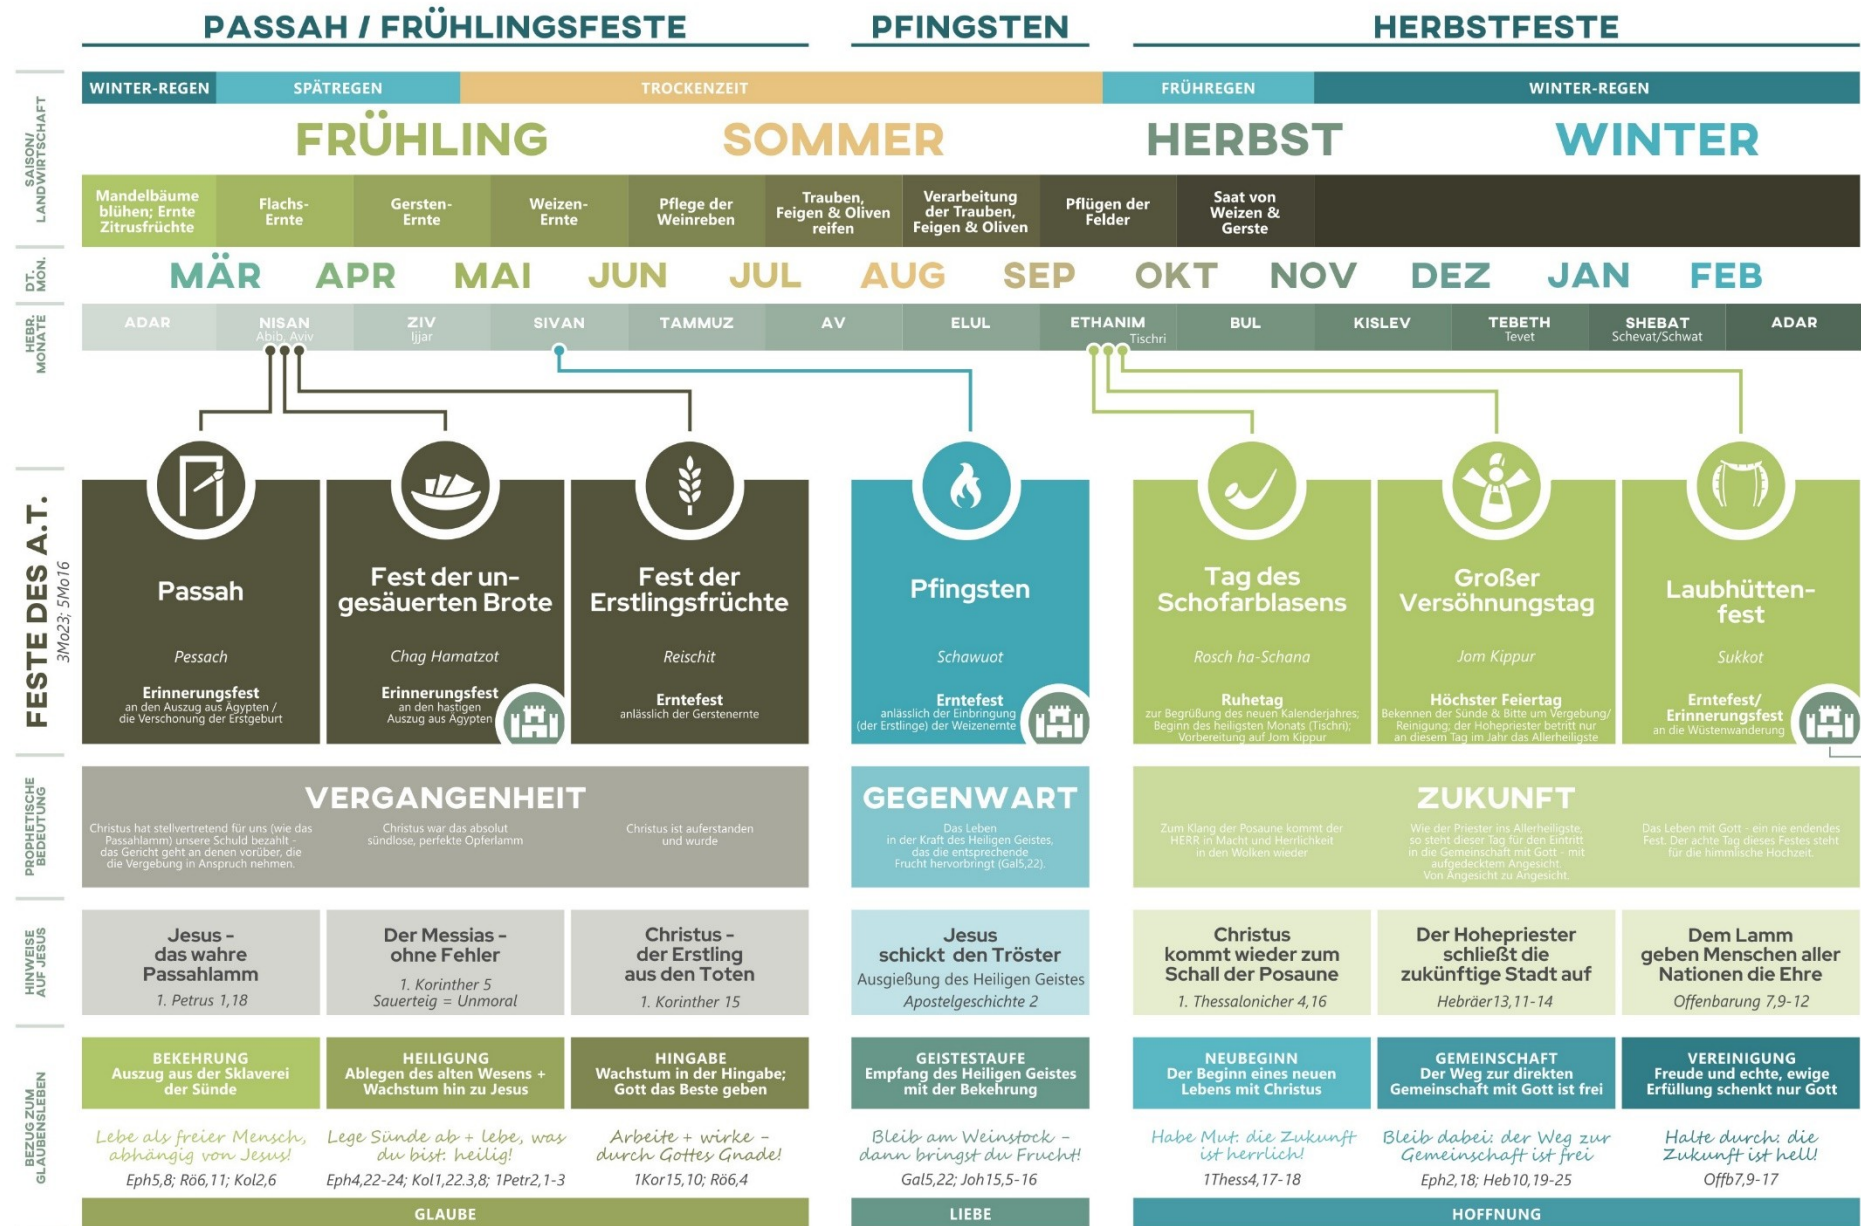 PASSAH / FRÜHLINGSFESTE
PFINGSTEN
HERBSTFESTE
SAISON/
LANDWIRTSCHAFT
WINTER-REGEN
SPÄTREGEN
TROCKENZEIT
FRÜHREGEN
WINTER-REGEN
FRÜHLING
SOMMER
HERBST
WINTER
Mandelbäume
blühen; Ernte
Zitrusfrüchte
Flachs-
Ernte
Gersten-
Ernte
Weizen-
Ernte
Pflege der
Weinreben
Trauben,
Feigen & Oliven
reifen
Verarbeitung
der Trauben,
Feigen & Oliven
Pflügen der
Felder
Saat von
Weizen &
Gerste
DT.
MON.
MÄR
APR
MAI
JUN
JUL
AUG
SEP
OKT
NOV
DEZ
JAN
FEB
HEBR.
MONATE
ADAR
NISAN
Abib, Aviv
ZIV
Ijjar
SIVAN
TAMMUZ
AV
ELUL
ETHANIM
Tischri
BUL
KISLEV
TEBETH
Tevet
SHEBAT
Schevat/Schwat
ADAR
FESTE DES A.T.
3Mo23; 5Mo16
Passah
Pessach
Erinnerungsfest
an den Auszug aus Ägypten /
die Verschonung der Erstgeburt
Fest der un-
gesäuerten Brote
Chag Hamatzot
Erinnerungsfest
an den hastigen
Auszug aus Ägypten
Fest der
Erstlingsfrüchte
Reischit
Erntefest
anlässlich der Gerstenernte
Pfingsten
Schawuot
Erntefest
anlässlich der Einbringung
(der Erstlinge) der Weizenernte
Tag des
Schofarblasens
Rosch ha-Schana
Ruhetag
zur Begrüßung des neuen Kalenderjahres;
Beginn des heiligsten Monats (Tischri);
Vorbereitung auf Jom Kippur
Großer
Versöhnungstag
Jom Kippur
Höchster Feiertag
Bekennen der Sünde & Bitte um Vergebung/
Reinigung; der Hohepriester betritt nur
an diesem Tag im Jahr das Allerheiligste
Laubhütten-
fest
Sukkot
Erntefest/
Erinnerungsfest
an die Wüstenwanderung
PROPHETISCHE
BEDEUTUNG
VERGANGENHEIT
Christus hat stellvertretend für uns (wie das
Passahlamm) unsere Schuld bezahlt -
das Gericht geht an denen vorüber, die
die Vergebung in Anspruch nehmen.
Christus war das absolut
sündlose, perfekte Opferlamm
Christus ist auferstanden
und wurde
GEGENWART
Das Leben
in der Kraft des Heiligen Geistes,
das die entsprechende
Frucht hervorbringt (Gal5,22).
ZUKUNFT
Zum Klang der Posaune kommt der
HERR in Macht und Herrlichkeit
in den Wolken wieder
Wie der Priester ins Allerheiligste,
so steht dieser Tag für den Eintritt
in die Gemeinschaft mit Gott - mit
aufgedecktem Angesicht.
Von Angesicht zu Angesicht.
Das Leben mit Gott - ein nie endendes
Fest. Der achte Tag dieses Festes steht
für die himmlische Hochzeit.
HINWEISE
AUF JESUS
Jesus -
das wahre
Passahlamm
1. Petrus 1,18
Der Messias -
ohne Fehler
1. Korinther 5
Sauerteig = Unmoral
Christus -
der Erstling
aus den Toten
1. Korinther 15
Jesus
schickt den Tröster
Ausgießung des Heiligen Geistes
Apostelgeschichte 2
Christus
kommt wieder zum
Schall der Posaune
1. Thessalonicher 4,16
Der Hohepriester
schließt die
zukünftige Stadt auf
Hebräer13,11-14
Dem Lamm
geben Menschen aller
Nationen die Ehre
Offenbarung 7,9-12
BEZUG ZUM
GLAUBENSLEBEN
BEKEHRUNG
Auszug aus der Sklaverei
der Sünde
HEILIGUNG
Ablegen des alten Wesens +
Wachstum hin zu Jesus
HINGABE
Wachstum in der Hingabe;
Gott das Beste geben
GEISTESTAUFE
Empfang des Heiligen Geistes
mit der Bekehrung
NEUBEGINN
Der Beginn eines neuen
Lebens mit Christus
GEMEINSCHAFT
Der Weg zur direkten
Gemeinschaft mit Gott ist frei
VEREINIGUNG
Freude und echte, ewige
Erfüllung schenkt nur Gott
Lebe als freier Mensch,
abhängig von Jesus!
Eph5,8; Rö6,11; Kol2,6
Lege Sünde ab + lebe, was
du bist: heilig!
Eph4,22-24; Kol1,22.3,8; 1Petr2,1-3
Arbeite + wirke -
durch Gottes Gnade!
1Kor15,10; Rö6,4
Bleib am Weinstock -
dann bringst du Frucht!
Gal5,22; Joh15,5-16
Habe Mut: die Zukunft
ist herrlich!
1Thess4,17-18
Bleib dabei: der Weg zur
Gemeinschaft ist frei
Eph2,18; Heb10,19-25
Halte durch: die
Zukunft ist hell!
Offb7,9-17
GLAUBE
LIEBE
HOFFNUNG